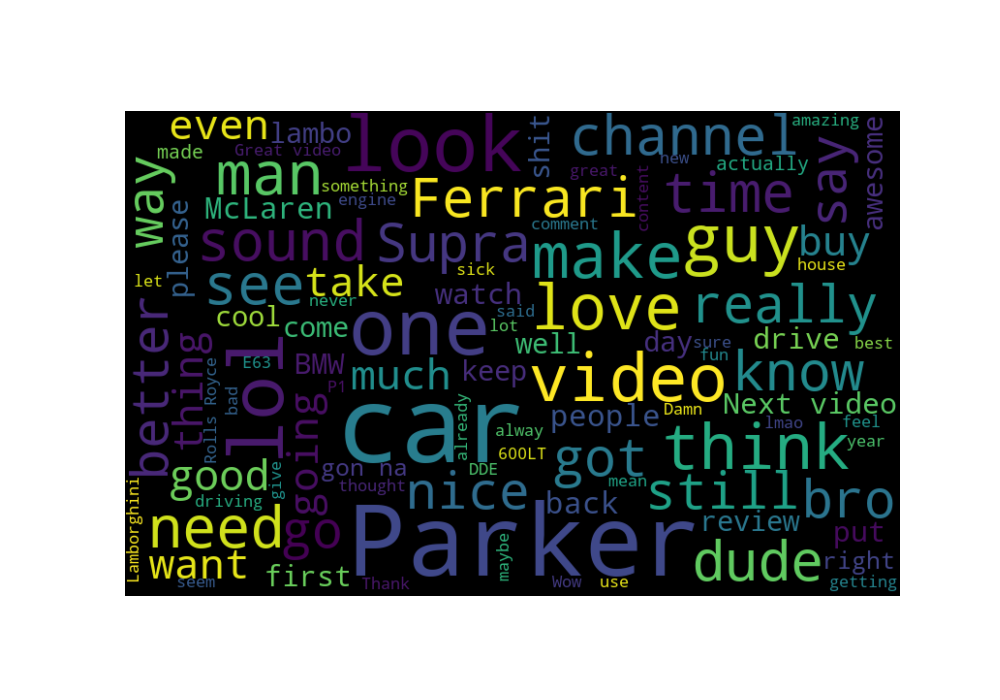 even
lambo
look
shit
channel
amazing
made
Great video
new
actually
say
awesome
way
man
something
great
content
time
McLaren
engine
Ferrari
please
sound
Supra
comment
make
guy
buy
let
see
take
sick
house
never
watch
love
really
cool
come
one
said
lot
well
day
sure
drive
best
better
thing
lol
E63
BMW
much
keep
video
fun
know
Rolls Royce
bad
P1
car
already
people
Damn
Next video
going
alway
lmao
feel
gon na
DDE
600LT
got
think
year
good
give
thought
nice
mean
still
bro
driving
Lamborghini
need
go
Parker
back
review
put
want
first
maybe
dude
right
seem
Thank
Wow
use
getting